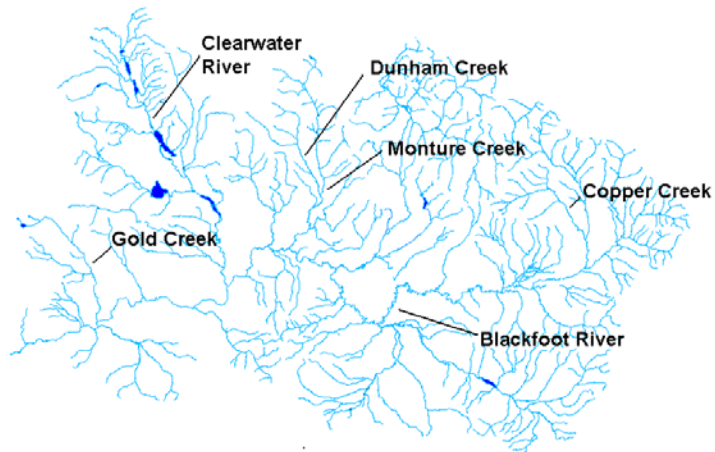 Clearwater
River
Dunham Creek
Monture Creek
Copper Creek
Gold Creek
Blackfoot River